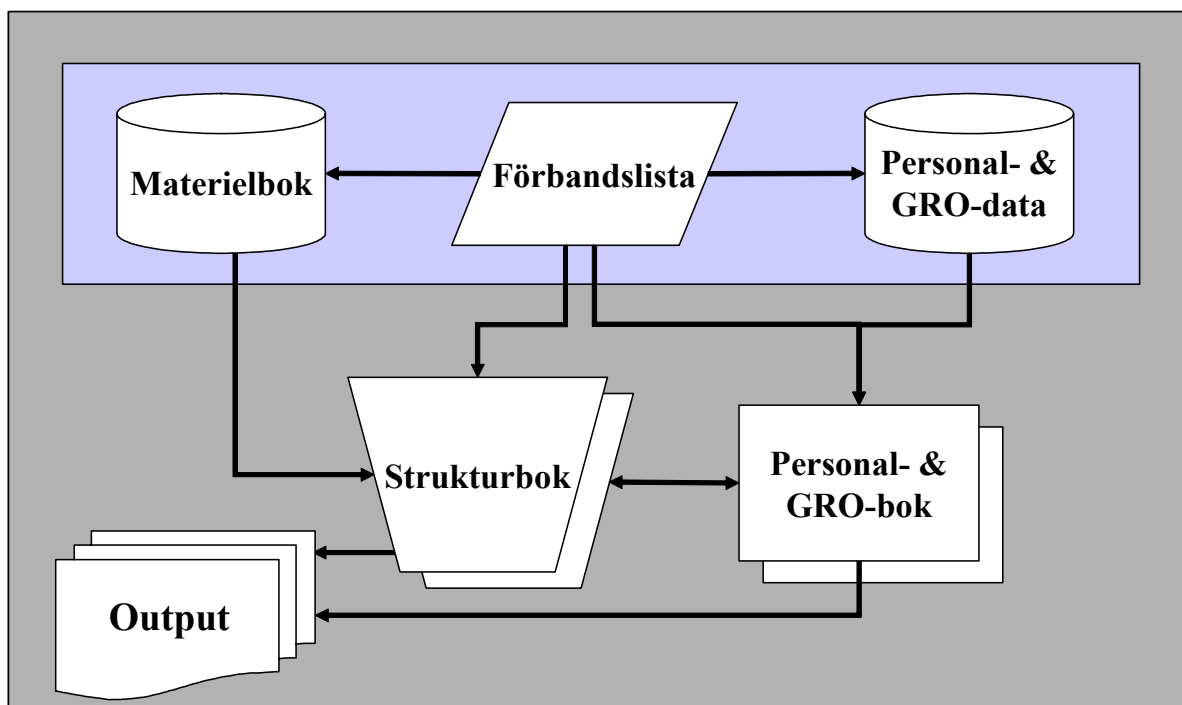 Materielbok
Förbandslista
Personal- &
GRO-data
Strukturbok
Personal- &
GRO-bok
Output